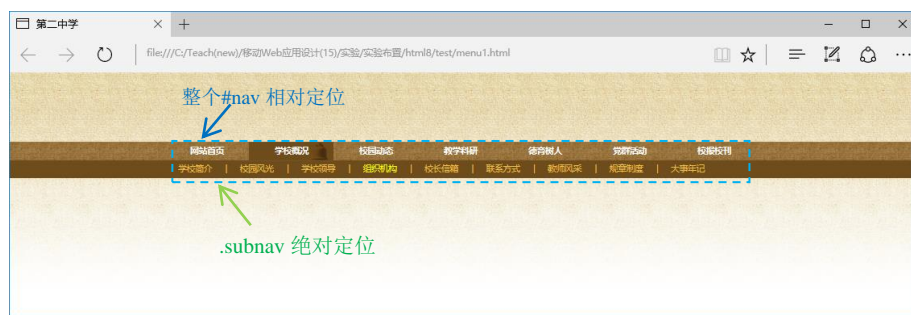 第二中学
file:///C:/Teach(new)/移动Web应用设计(15)/实验/实验布置/html8/test/menu1.html
整个#nav 相对定位
网站首页 学校概况 校园动态 教学科研 德育树人 党群活动 校报校刊
学校简介 | 校园风光 | 学校领导 | 组织机构 | 校长信箱 | 联系方式 | 教师风采 | 规章制度 | 大事年记
.subnav 绝对定位